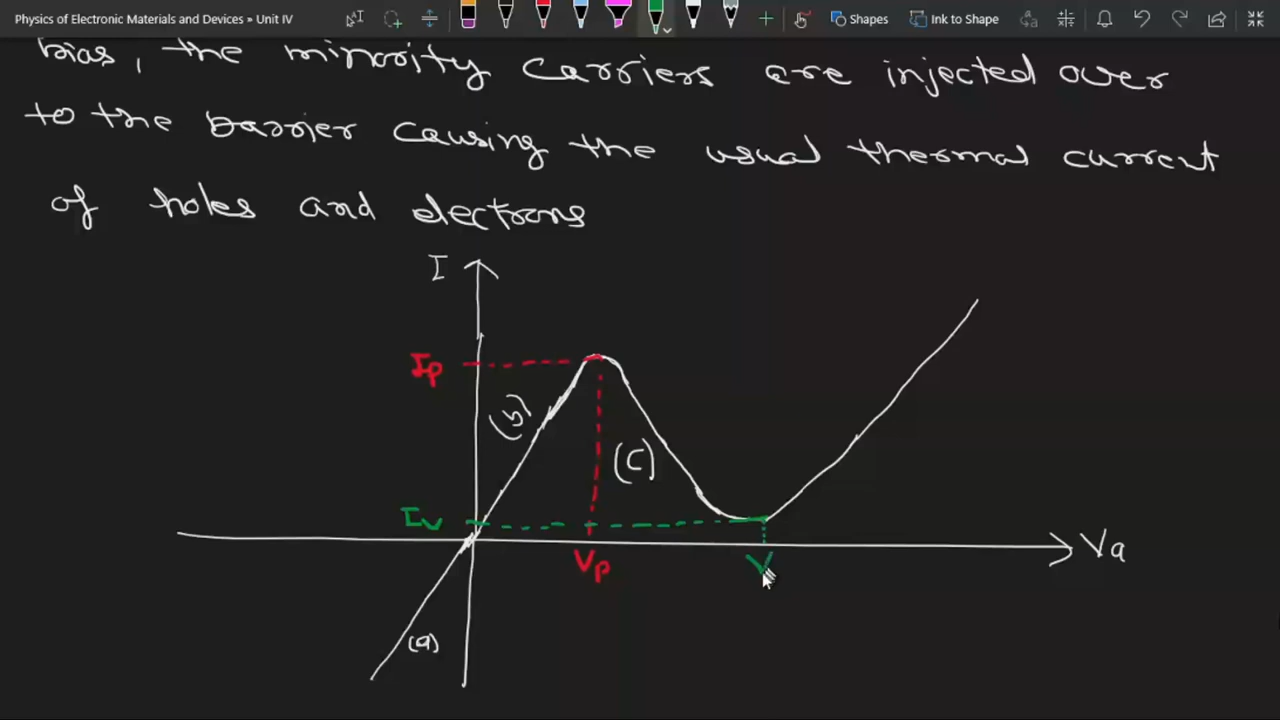 Physics of Electronic Materials and Devices » Unit IV
Shapes
Ink to Shape
bias, the minority carriers are injected over
to the barrier causing the usual thermal current
of holes and electrons
I
Ip
(b)
(c)
Iv
Vp
V
Va
(a)